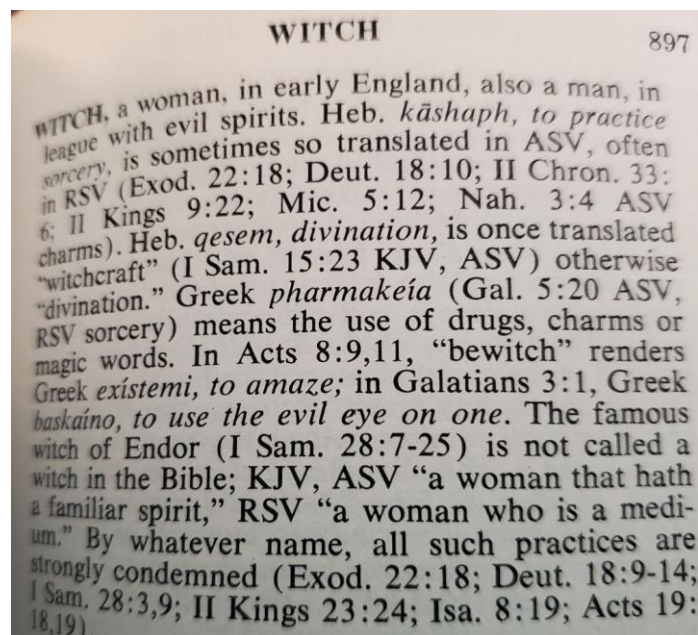 WITCH
897
WITCH, a woman, in early England, also a man, in
league with evil spirits. Heb. kāshaph, to practice
sorcery, is sometimes so translated in ASV, often
in RSV (Exod. 22:18; Deut. 18:10; II Chron. 33:
6; II Kings 9:22; Mic. 5:12; Nah. 3:4 ASV
charms). Heb. qesem, divination, is once translated
“witchcraft” (I Sam. 15:23 KJV, ASV) otherwise
“divination.” Greek pharmakeía (Gal. 5:20 ASV,
RSV sorcery) means the use of drugs, charms or
magic words. In Acts 8:9,11, “bewitch” renders
Greek exístemi, to amaze; in Galatians 3:1, Greek
baskaíno, to use the evil eye on one. The famous
witch of Endor (I Sam. 28:7-25) is not called a
witch in the Bible; KJV, ASV “a woman that hath
a familiar spirit,” RSV “a woman who is a medi-
um.” By whatever name, all such practices are
strongly condemned (Exod. 22:18; Deut. 18:9-14;
I Sam. 28:3,9; II Kings 23:24; Isa. 8:19; Acts 19:
18,19)